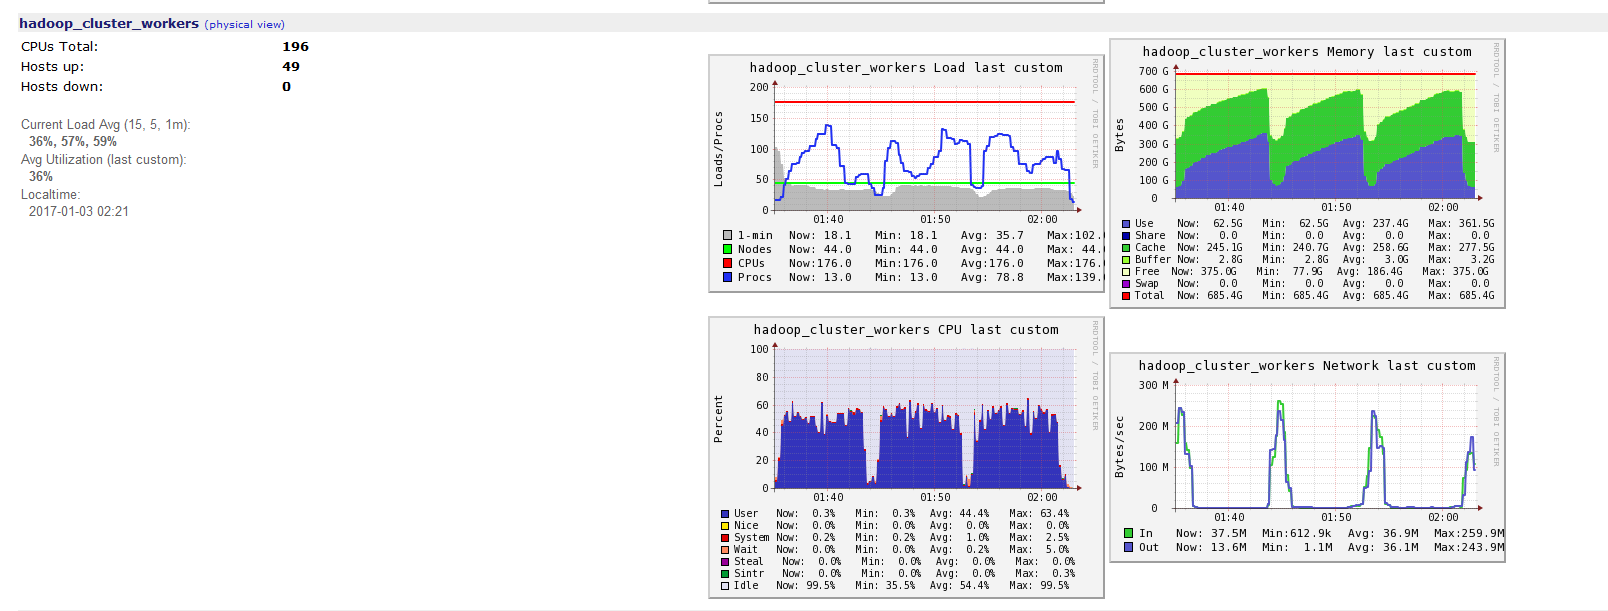 hadoop_cluster_workers (physical view)
CPUs Total: 196
Hosts up: 49
Hosts down: 0
Current Load Avg (15, 5, 1m):
36%, 57%, 59%
Avg Utilization (last custom):
36%
Localtime:
2017-01-03 02:21
hadoop_cluster_workers Load last custom
RRDTOOL / TOBI OETIKER
Loads/Procs
200
150
100
50
0
01:40 01:50 02:00
1-min Now: 18.1 Min: 18.1 Avg: 35.7 Max:102.
Nodes Now: 44.0 Min: 44.0 Avg: 44.0 Max: 44.
CPUs Now:176.0 Min:176.0 Avg:176.0 Max:176.
Procs Now: 13.0 Min: 13.0 Avg: 78.8 Max:139.
hadoop_cluster_workers Memory last custom
RRDTOOL / TOBI OETIKER
Bytes
700 G
600 G
500 G
400 G
300 G
200 G
100 G
0
01:40 01:50 02:00
Use Now: 62.5G Min: 62.5G Avg: 237.4G Max: 361.5G
Share Now: 0.0 Min: 0.0 Avg: 0.0 Max: 0.0
Cache Now: 245.1G Min: 240.7G Avg: 258.6G Max: 277.5G
Buffer Now: 2.8G Min: 2.8G Avg: 3.0G Max: 3.2G
Free Now: 375.0G Min: 77.9G Avg: 186.4G Max: 375.0G
Swap Now: 0.0 Min: 0.0 Avg: 0.0 Max: 0.0
Total Now: 685.4G Min: 685.4G Avg: 685.4G Max: 685.4G
hadoop_cluster_workers CPU last custom
RRDTOOL / TOBI OETIKER
Percent
100
80
60
40
20
0
01:40 01:50 02:00
User Now: 0.3% Min: 0.3% Avg: 44.4% Max: 63.4%
Nice Now: 0.0% Min: 0.0% Avg: 0.0% Max: 0.0%
System Now: 0.2% Min: 0.2% Avg: 1.0% Max: 2.5%
Wait Now: 0.0% Min: 0.0% Avg: 0.2% Max: 5.0%
Steal Now: 0.0% Min: 0.0% Avg: 0.0% Max: 0.0%
Sintr Now: 0.0% Min: 0.0% Avg: 0.0% Max: 0.3%
Idle Now: 99.5% Min: 35.5% Avg: 54.4% Max: 99.5%
hadoop_cluster_workers Network last custom
RRDTOOL / TOBI OETIKER
Bytes/sec
300 M
200 M
100 M
0
01:40 01:50 02:00
In Now: 37.5M Min:612.9k Avg: 36.9M Max:259.9M
Out Now: 13.6M Min: 1.1M Avg: 36.1M Max:243.9M